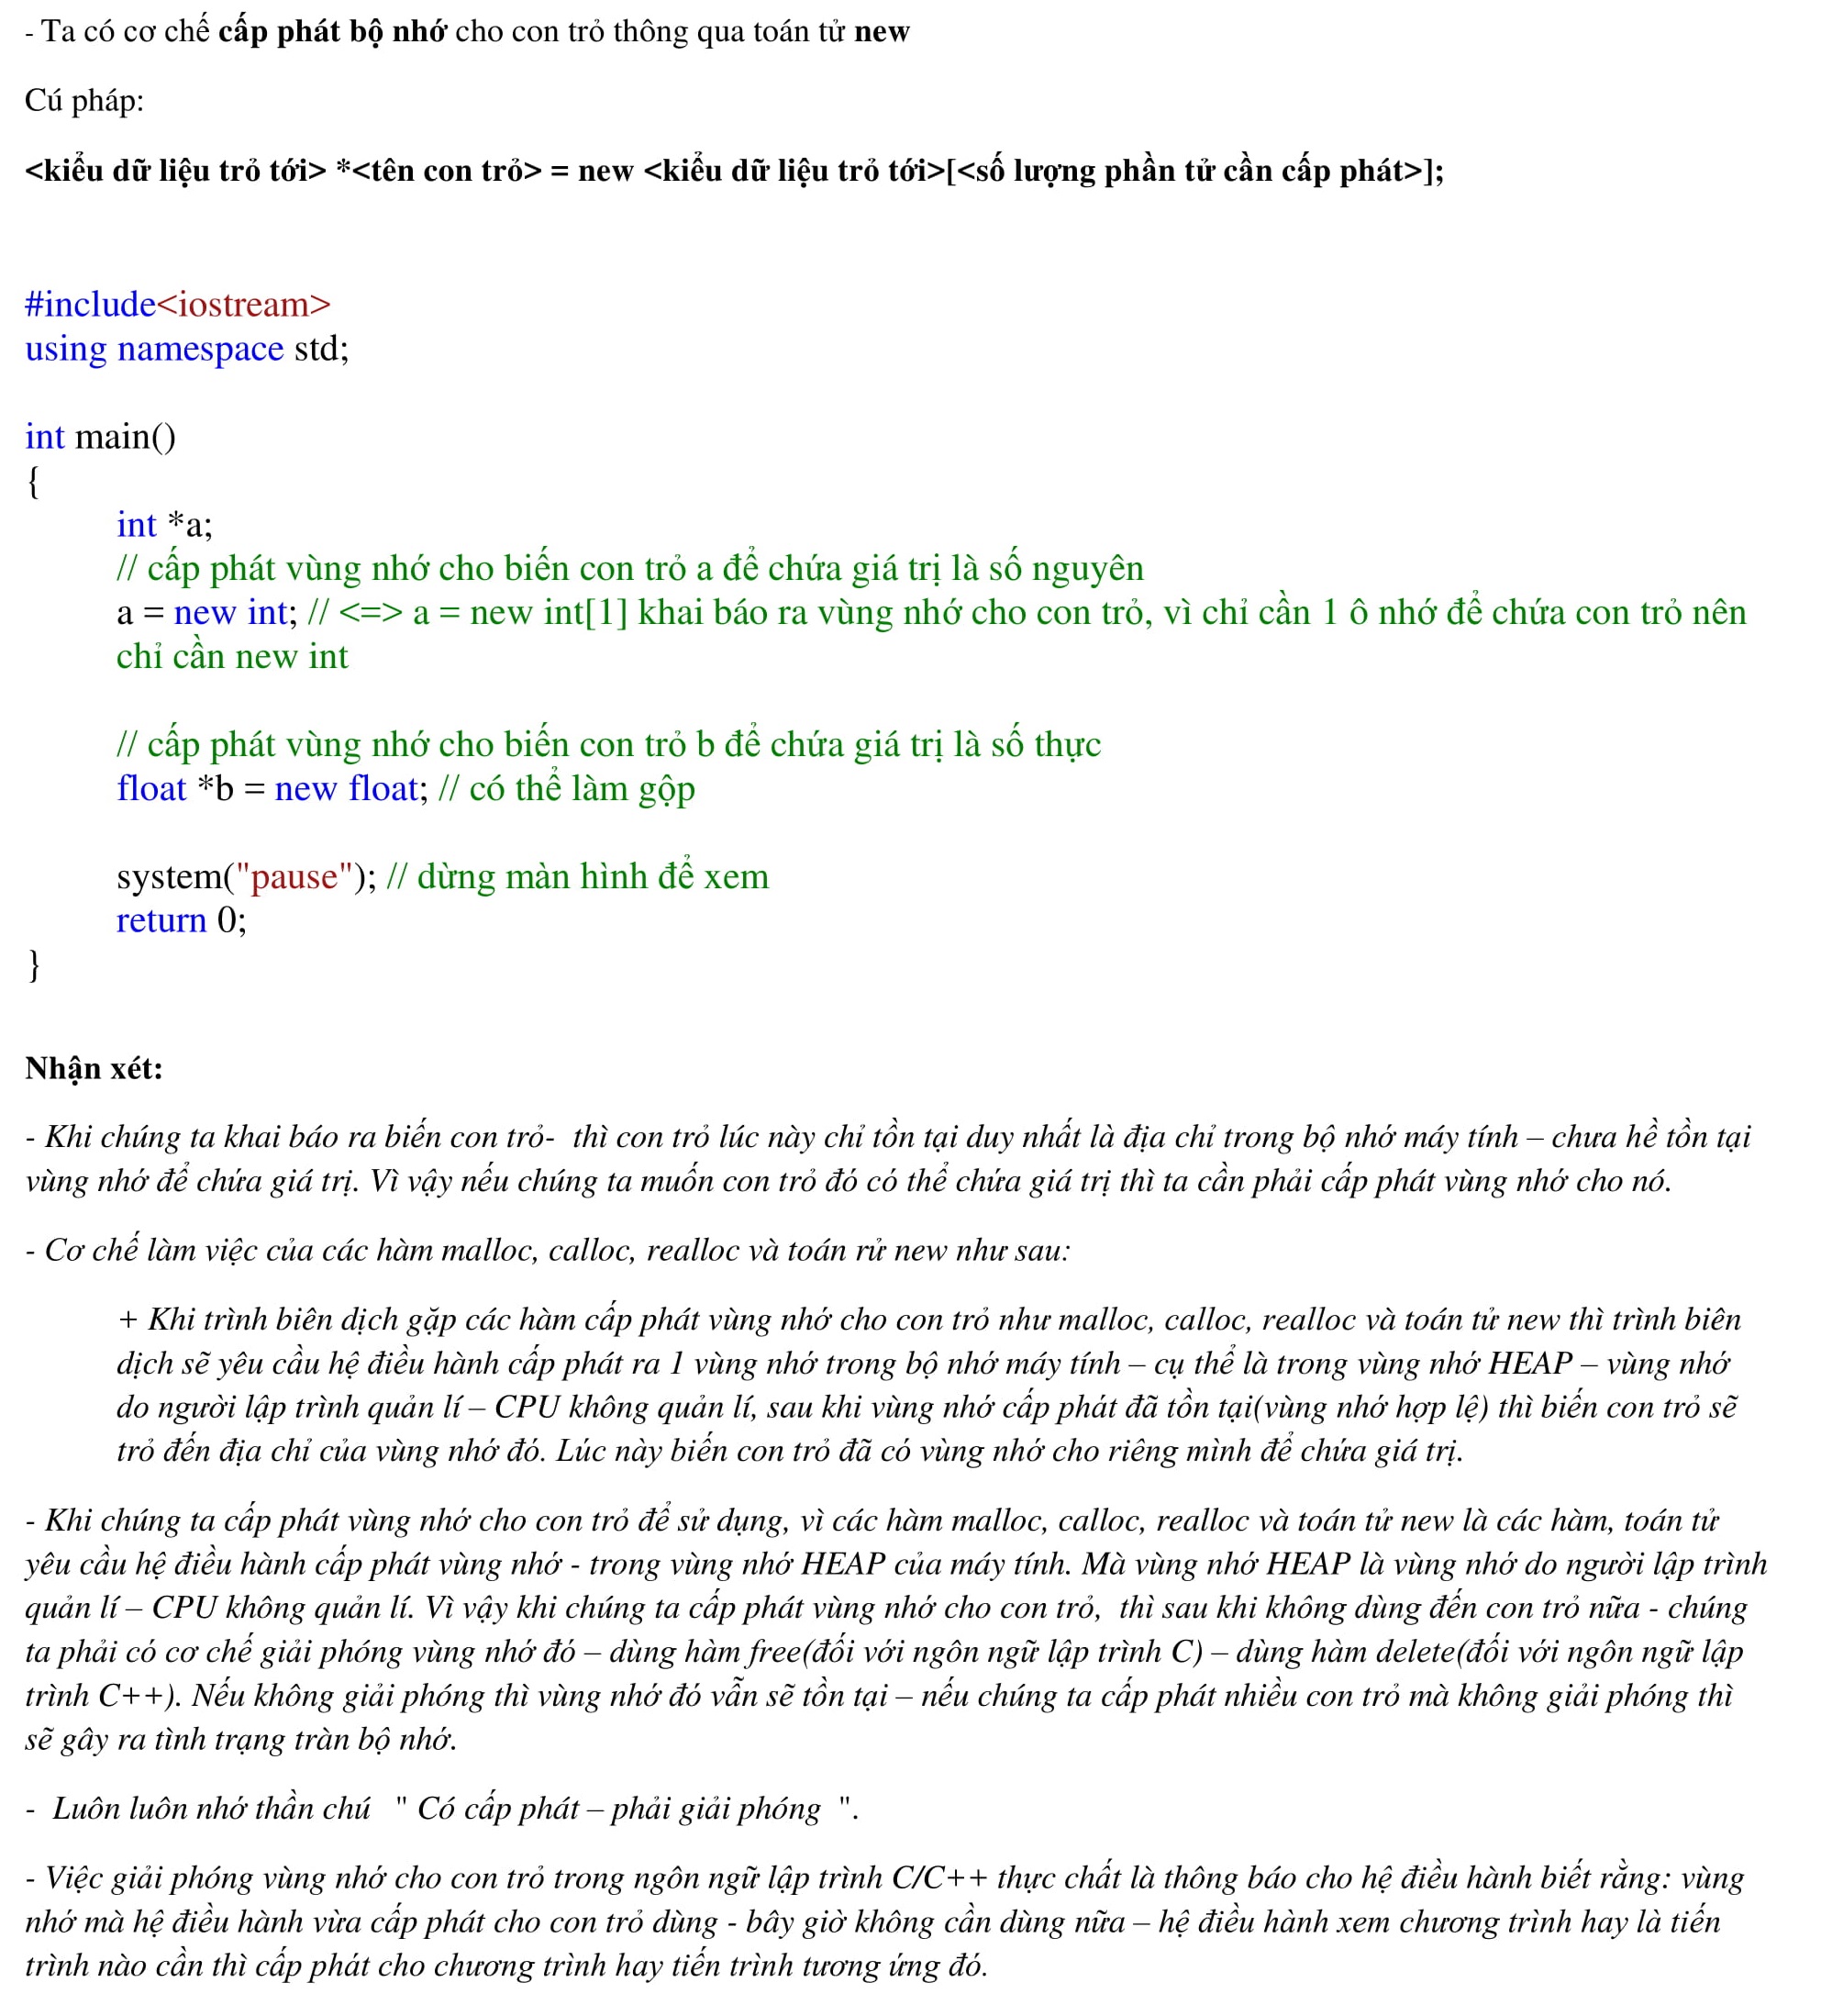 - Ta có cơ chế cấp phát bộ nhớ cho con trỏ thông qua toán tử new
Cú pháp:
<kiểu dữ liệu trỏ tới> *<tên con trỏ> = new <kiểu dữ liệu trỏ tới>[<số lượng phần tử cần cấp phát>];
#include<iostream>
using namespace std;
int main()
{
int *a;
// cấp phát vùng nhớ cho biến con trỏ a để chứa giá trị là số nguyên
a = new int; // <=> a = new int[1] khai báo ra vùng nhớ cho con trỏ, vì chỉ cần 1 ô nhớ để chứa con trỏ nên
chỉ cần new int
// cấp phát vùng nhớ cho biến con trỏ b để chứa giá trị là số thực
float *b = new float; // có thể làm gộp
system("pause"); // dừng màn hình để xem
return 0;
}
Nhận xét:
- Khi chúng ta khai báo ra biến con trỏ-  thì con trỏ lúc này chỉ tồn tại duy nhất là địa chỉ trong bộ nhớ máy tính – chưa hề tồn tại
vùng nhớ để chứa giá trị. Vì vậy nếu chúng ta muốn con trỏ đó có thể chứa giá trị thì ta cần phải cấp phát vùng nhớ cho nó.
- Cơ chế làm việc của các hàm malloc, calloc, realloc và toán rử new như sau:
+ Khi trình biên dịch gặp các hàm cấp phát vùng nhớ cho con trỏ như malloc, calloc, realloc và toán tử new thì trình biên
dịch sẽ yêu cầu hệ điều hành cấp phát ra 1 vùng nhớ trong bộ nhớ máy tính – cụ thể là trong vùng nhớ HEAP – vùng nhớ
do người lập trình quản lí – CPU không quản lí, sau khi vùng nhớ cấp phát đã tồn tại(vùng nhớ hợp lệ) thì biến con trỏ sẽ
trỏ đến địa chỉ của vùng nhớ đó. Lúc này biến con trỏ đã có vùng nhớ cho riêng mình để chứa giá trị.
- Khi chúng ta cấp phát vùng nhớ cho con trỏ để sử dụng, vì các hàm malloc, calloc, realloc và toán tử new là các hàm, toán tử
yêu cầu hệ điều hành cấp phát vùng nhớ - trong vùng nhớ HEAP của máy tính. Mà vùng nhớ HEAP là vùng nhớ do người lập trình
quản lí – CPU không quản lí. Vì vậy khi chúng ta cấp phát vùng nhớ cho con trỏ,  thì sau khi không dùng đến con trỏ nữa - chúng
ta phải có cơ chế giải phóng vùng nhớ đó – dùng hàm free(đối với ngôn ngữ lập trình C) – dùng hàm delete(đối với ngôn ngữ lập
trình C++). Nếu không giải phóng thì vùng nhớ đó vẫn sẽ tồn tại – nếu chúng ta cấp phát nhiều con trỏ mà không giải phóng thì
sẽ gây ra tình trạng tràn bộ nhớ.
-  Luôn luôn nhớ thần chú   " Có cấp phát – phải giải phóng  ".
- Việc giải phóng vùng nhớ cho con trỏ trong ngôn ngữ lập trình C/C++ thực chất là thông báo cho hệ điều hành biết rằng: vùng
nhớ mà hệ điều hành vừa cấp phát cho con trỏ dùng - bây giờ không cần dùng nữa – hệ điều hành xem chương trình hay là tiến
trình nào cần thì cấp phát cho chương trình hay tiến trình tương ứng đó.